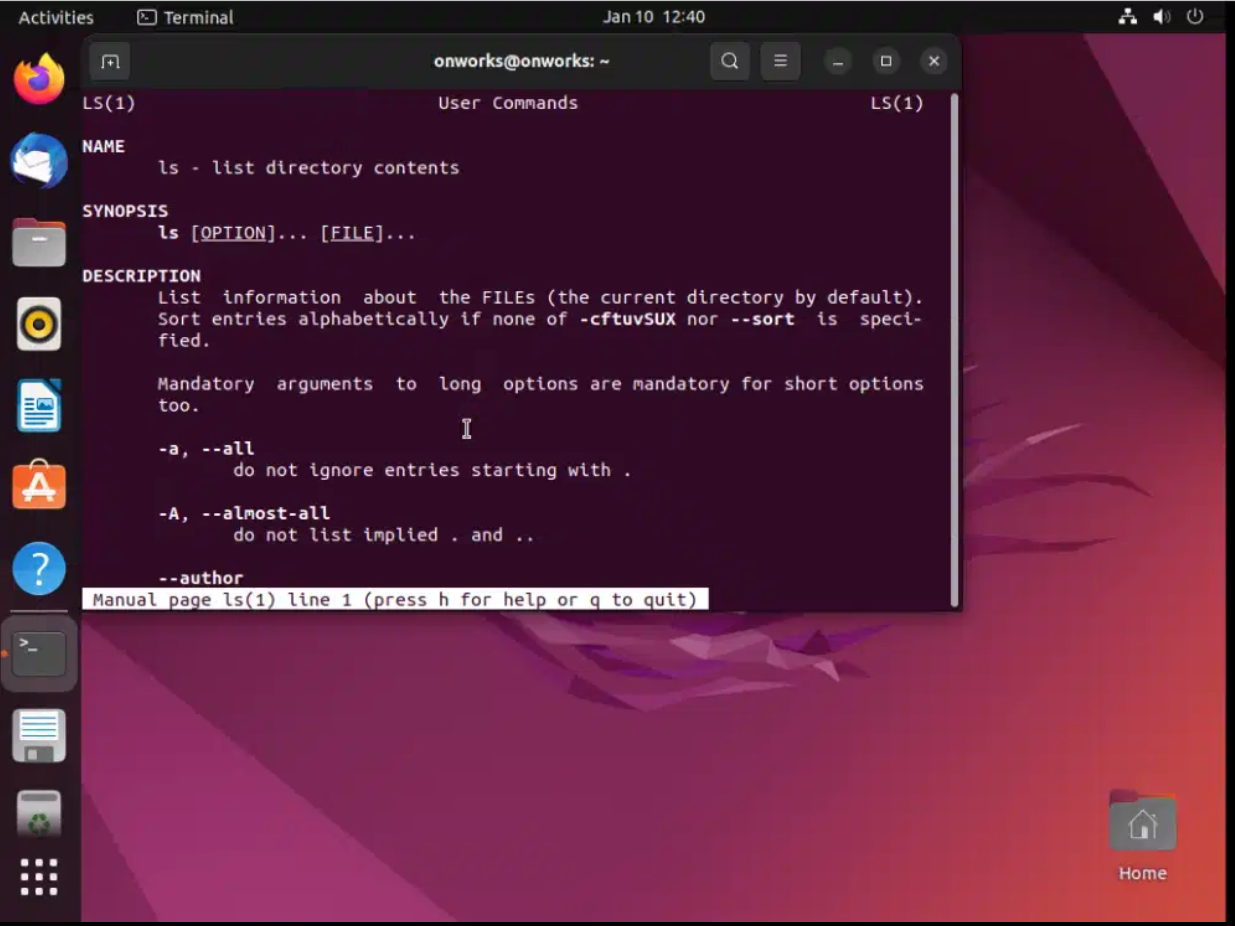 Activities
Terminal
Jan 10 12:40
onworks@onworks: ~
LS(1) User Commands LS(1)
NAME
ls - list directory contents
SYNOPSIS
ls [OPTION]... [FILE]...
DESCRIPTION
List information about the FILEs (the current directory by default).
Sort entries alphabetically if none of -cftuvSUX nor --sort is speci-
fied.
Mandatory arguments to long options are mandatory for short options
too.
-a, --all
do not ignore entries starting with .
-A, --almost-all
do not list implied . and ..
--author
Manual page ls(1) line 1 (press h for help or q to quit)
Home